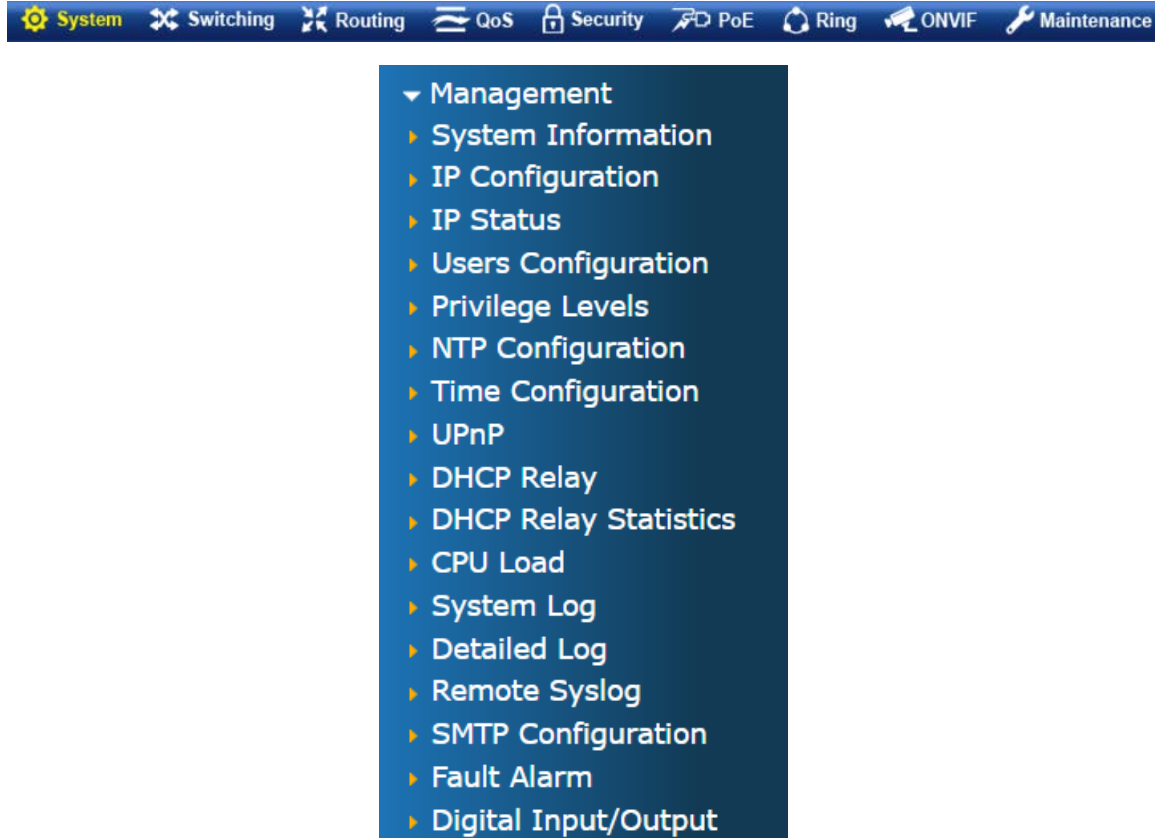 System Switching Routing QoS Security PoE Ring ONVIF Maintenance
Management
System Information
IP Configuration
IP Status
Users Configuration
Privilege Levels
NTP Configuration
Time Configuration
UPnP
DHCP Relay
DHCP Relay Statistics
CPU Load
System Log
Detailed Log
Remote Syslog
SMTP Configuration
Fault Alarm
Digital Input/Output